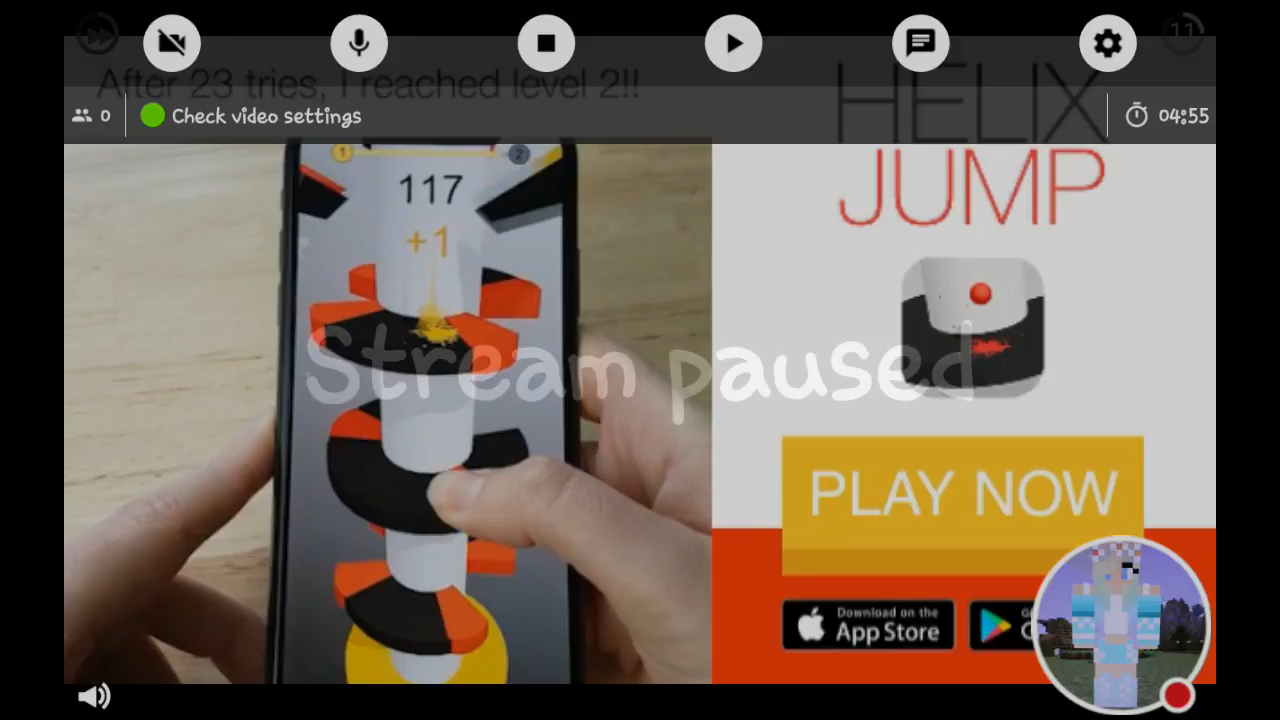 11
After 23 tries, I reached level 2!!
0
Check video settings
04:55
HELIX
JUMP
1
2
117
+1
Stream paused
PLAY NOW
Download on the
App Store